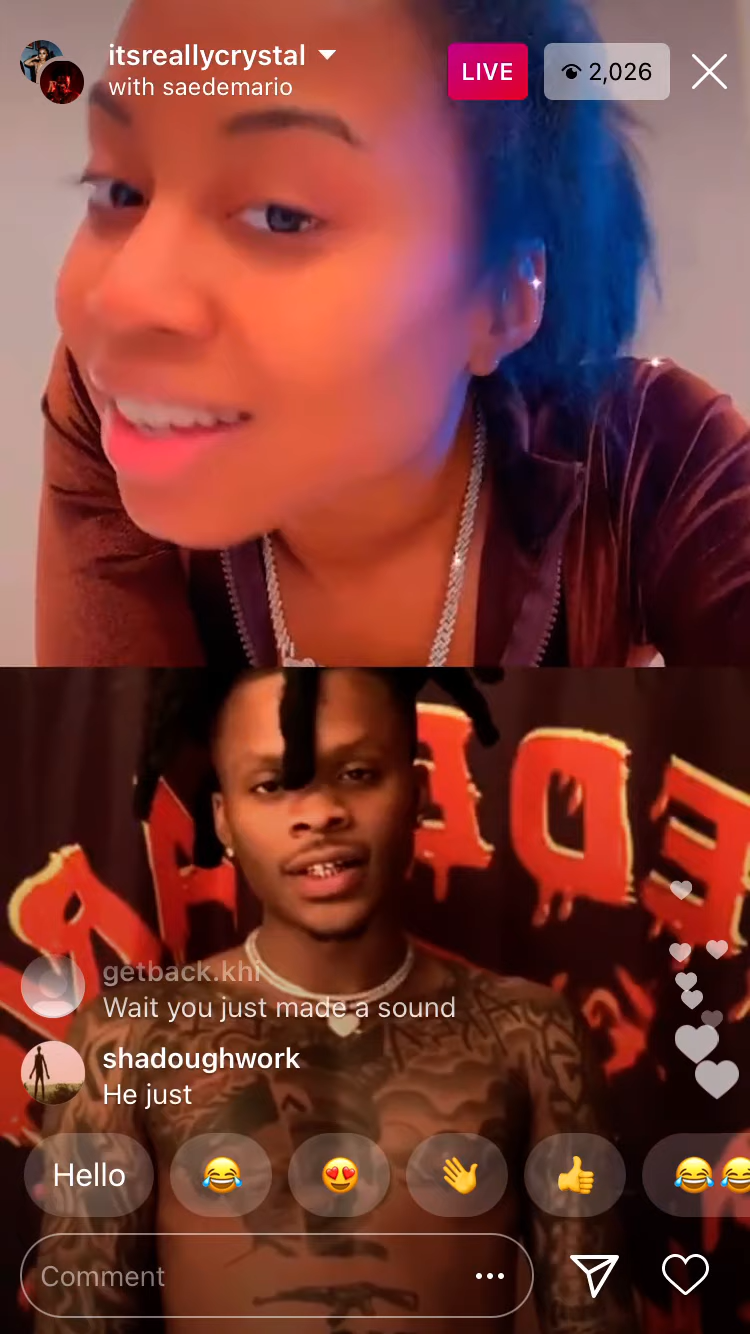 itsreallycrystal
with saedemario
LIVE
2,026
getback.khi
Wait you just made a sound
shadoughwork
He just
Hello
Comment